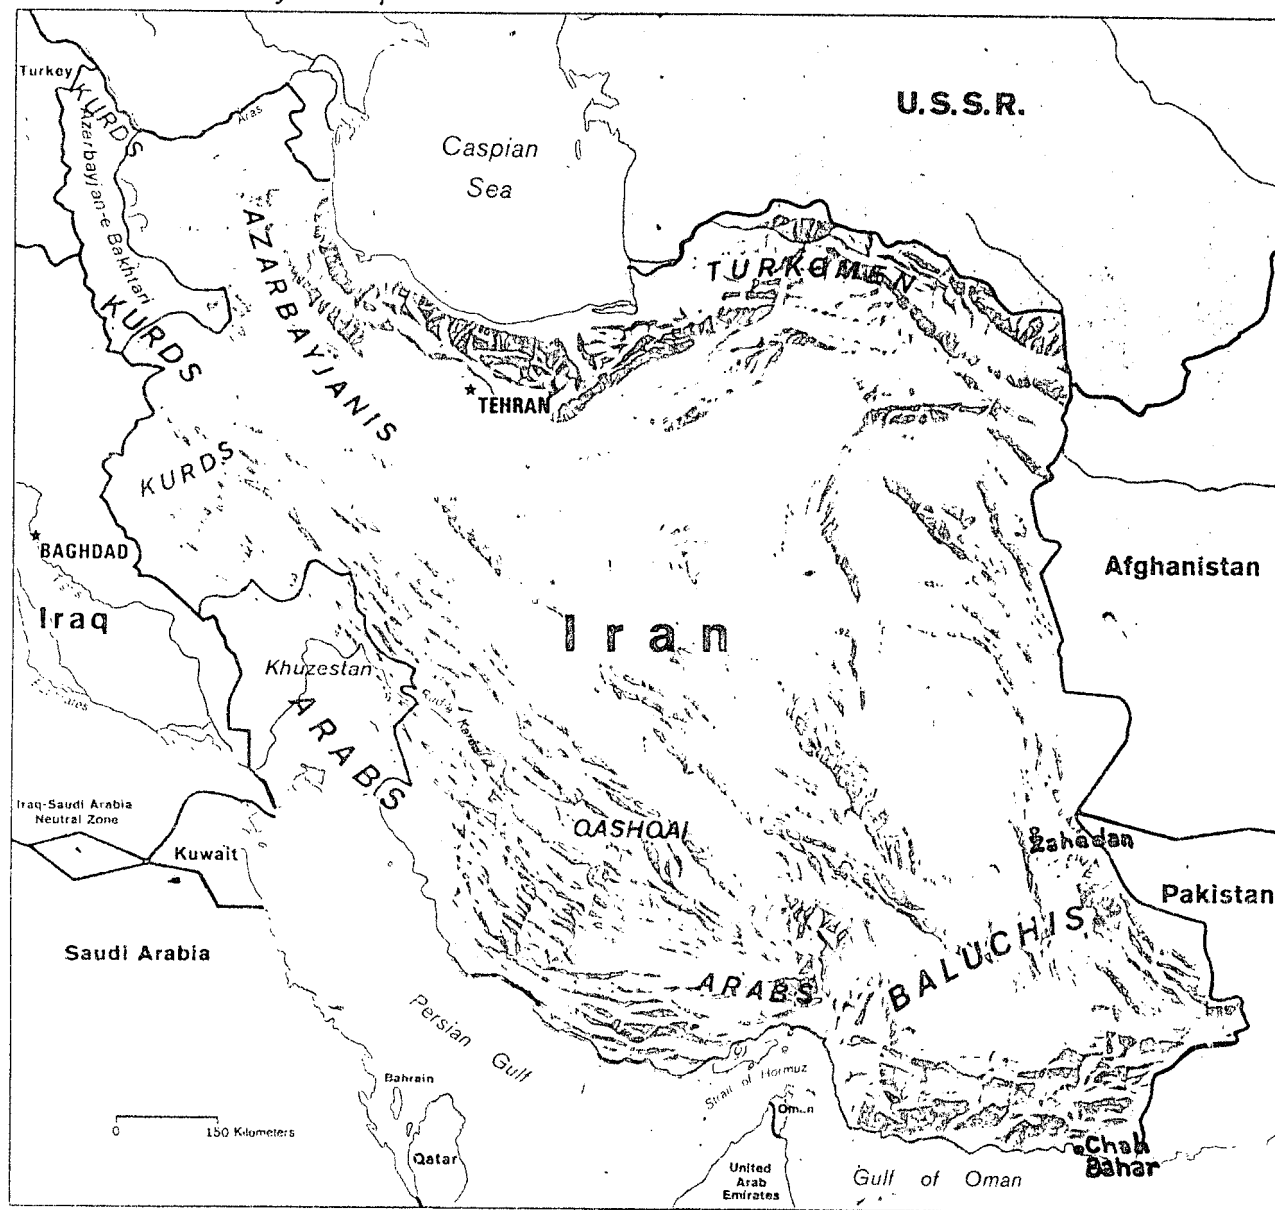 Turkey
KURDS
Azarbayjan-e Bakhtari
Aras
U.S.S.R.
Caspian
Sea
AZARBAYJANIS
TURKOMEN
KURDS
TEHRAN
KURDS
BAGHDAD
Iraq
Afghanistan
Iran
Khuzestan
ARABS
QASHQAI
Iraq-Saudi Arabia
Neutral Zone
Kuwait
Zahedan
Pakistan
Saudi Arabia
BALUCHIS
ARABS
Persian Gulf
Strait of Hormuz
Bahrain
Oman
0 150 Kilometers
Qatar
United
Arab
Emirates
Gulf of Oman
Chah
Bahar